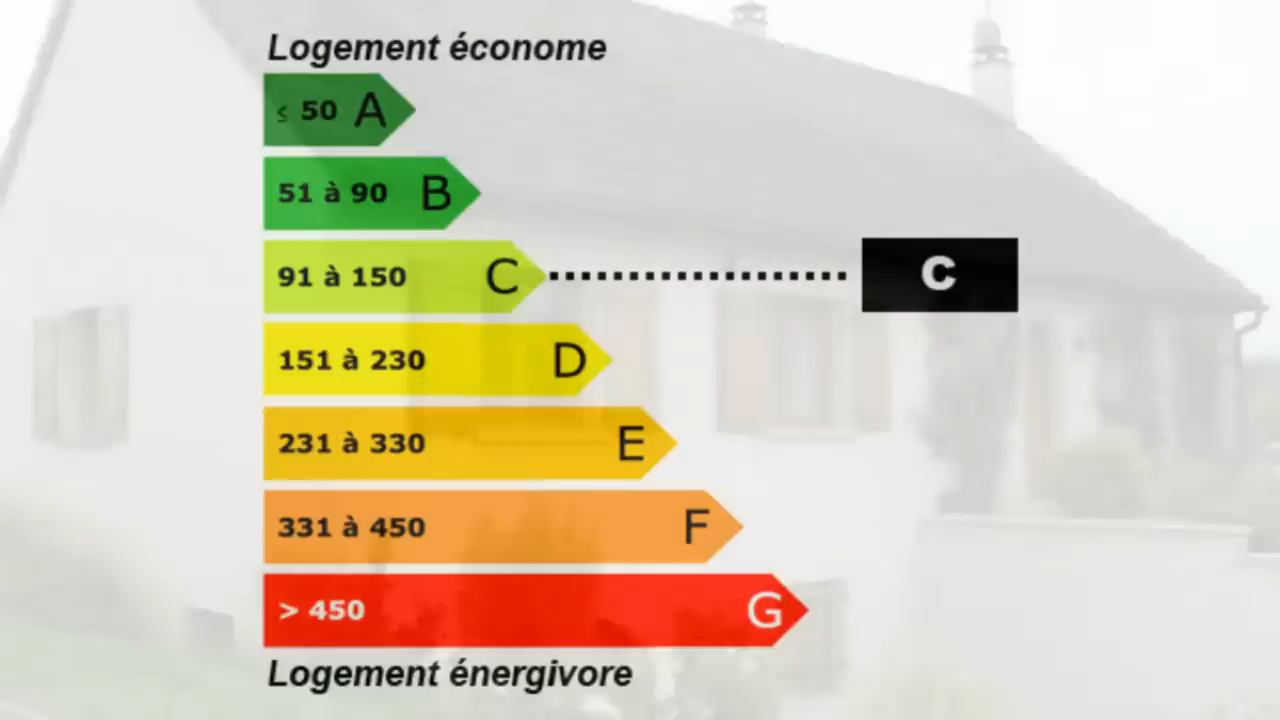 Logement économe
≤ 50 A
51 à 90 B
91 à 150 C
C
151 à 230 D
231 à 330 E
331 à 450 F
> 450 G
Logement énergivore